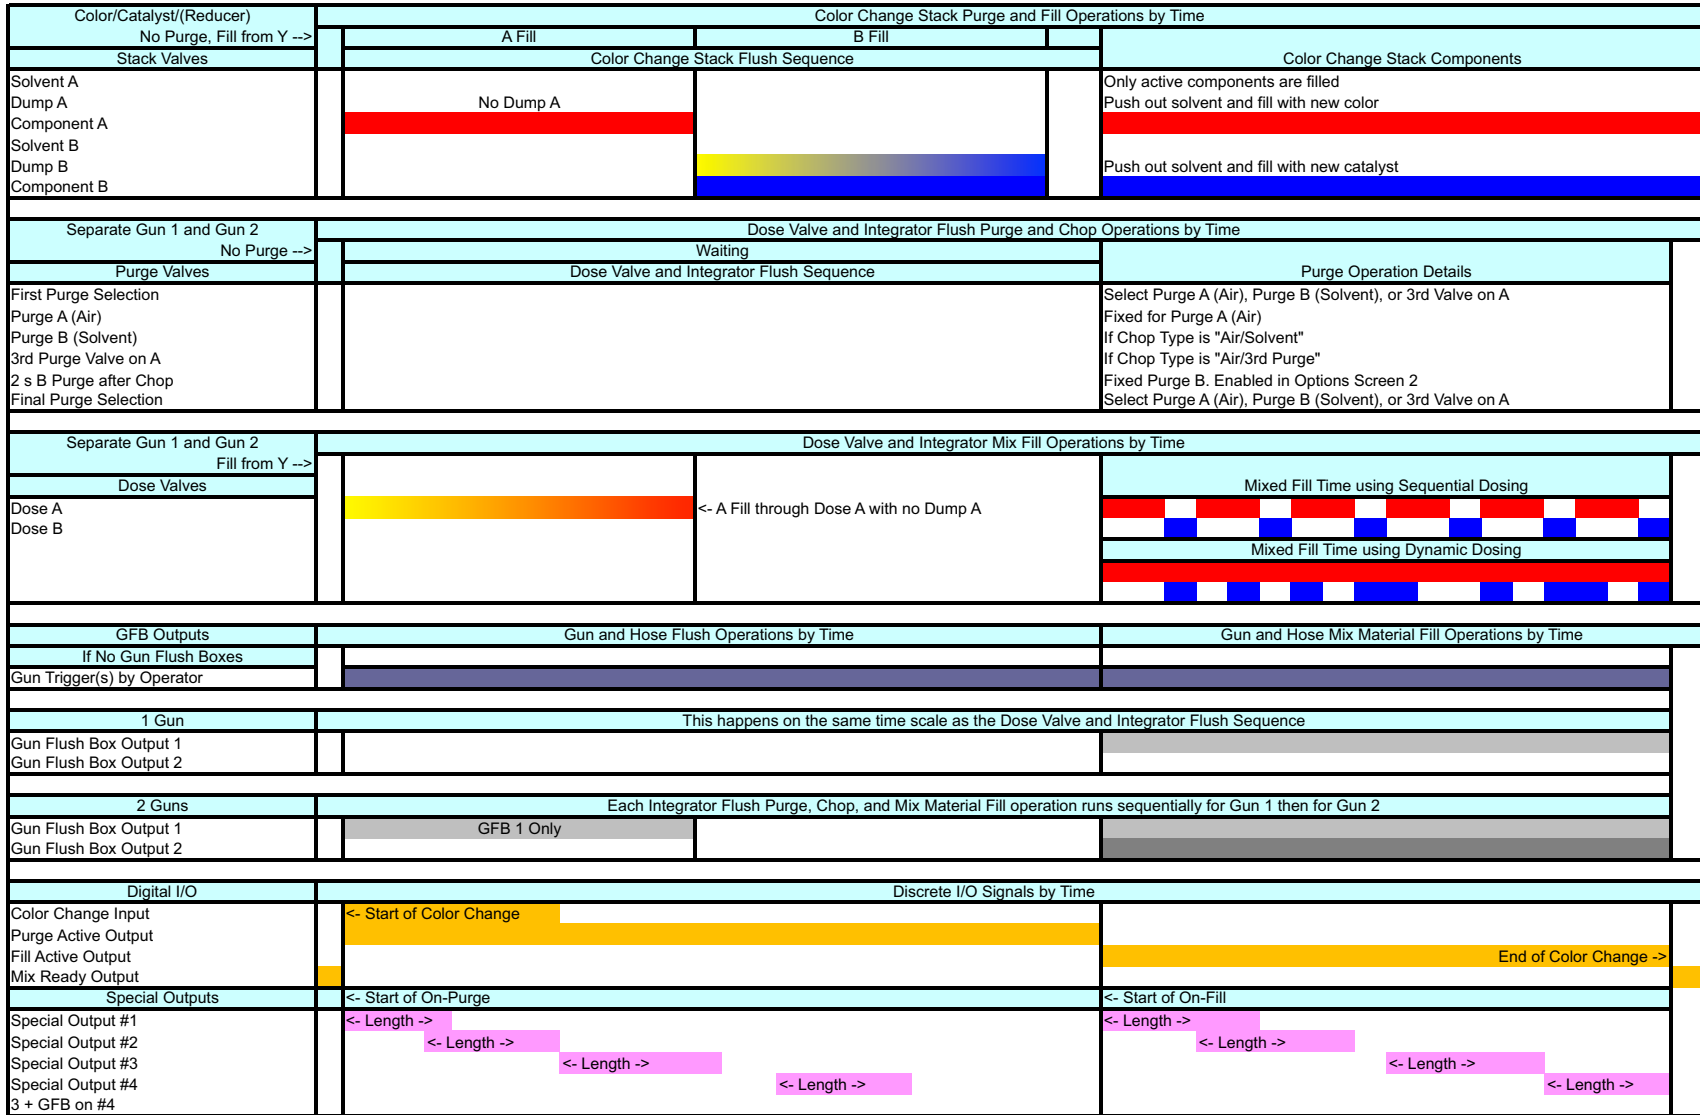 Color/Catalyst/(Reducer) Color Change Stack Purge and Fill Operations by Time
No Purge, Fill from Y --> A Fill B Fill
Stack Valves Color Change Stack Flush Sequence Color Change Stack Components
Solvent A Only active components are filled
Dump A No Dump A Push out solvent and fill with new color
Component A
Solvent B
Dump B Push out solvent and fill with new catalyst
Component B
Separate Gun 1 and Gun 2 Dose Valve and Integrator Flush Purge and Chop Operations by Time
No Purge --> Waiting
Purge Valves Dose Valve and Integrator Flush Sequence Purge Operation Details
First Purge Selection Select Purge A (Air), Purge B (Solvent), or 3rd Valve on A
Purge A (Air) Fixed for Purge A (Air)
Purge B (Solvent) If Chop Type is "Air/Solvent"
3rd Purge Valve on A If Chop Type is "Air/3rd Purge"
2 s B Purge after Chop Fixed Purge B. Enabled in Options Screen 2
Final Purge Selection Select Purge A (Air), Purge B (Solvent), or 3rd Valve on A
Separate Gun 1 and Gun 2 Dose Valve and Integrator Mix Fill Operations by Time
Fill from Y -->
Dose Valves Mixed Fill Time using Sequential Dosing
Dose A <- A Fill through Dose A with no Dump A
Dose B
Mixed Fill Time using Dynamic Dosing
GFB Outputs Gun and Hose Flush Operations by Time Gun and Hose Mix Material Fill Operations by Time
If No Gun Flush Boxes
Gun Trigger(s) by Operator
1 Gun This happens on the same time scale as the Dose Valve and Integrator Flush Sequence
Gun Flush Box Output 1
Gun Flush Box Output 2
2 Guns Each Integrator Flush Purge, Chop, and Mix Material Fill operation runs sequentially for Gun 1 then for Gun 2
Gun Flush Box Output 1 GFB 1 Only
Gun Flush Box Output 2
Digital I/O Discrete I/O Signals by Time
Color Change Input <- Start of Color Change
Purge Active Output
Fill Active Output End of Color Change ->
Mix Ready Output
Special Outputs <- Start of On-Purge <- Start of On-Fill
Special Output #1 <- Length -> <- Length ->
Special Output #2 <- Length -> <- Length ->
Special Output #3 <- Length -> <- Length ->
Special Output #4 <- Length -> <- Length ->
3 + GFB on #4